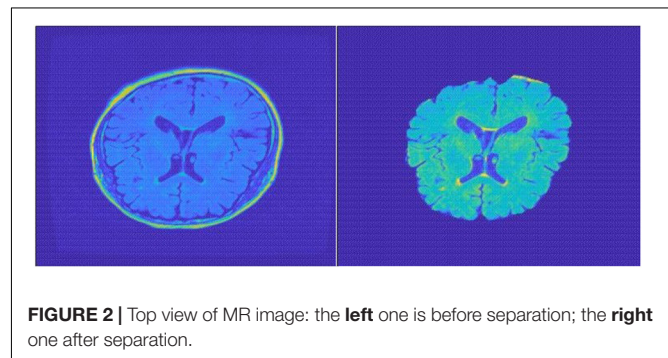 FIGURE 2 | Top view of MR image: the left one is before separation; the right
one after separation.